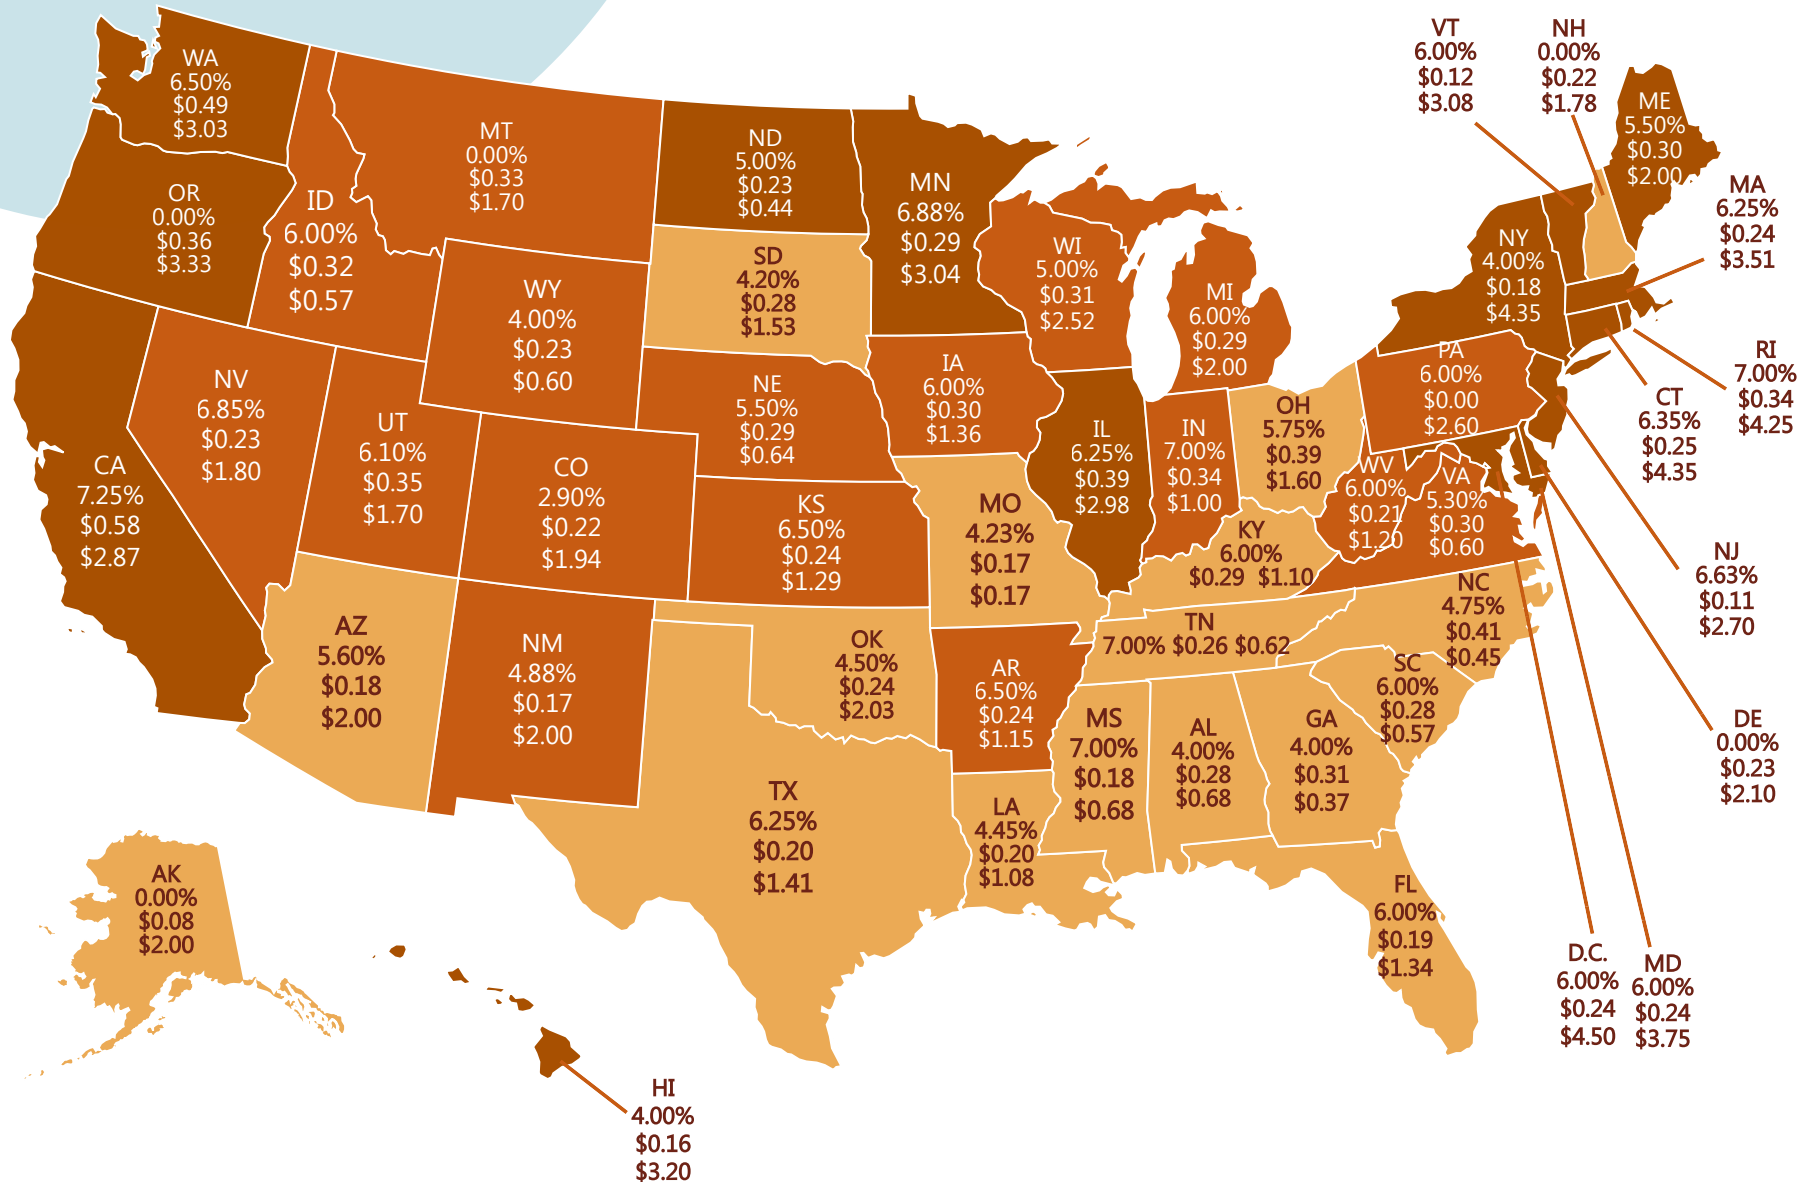 WA
6.50%
$0.49
$3.03
OR
0.00%
$0.36
$3.33
CA
7.25%
$0.58
$2.87
ID
6.00%
$0.32
$0.57
NV
6.85%
$0.23
$1.80
MT
0.00%
$0.33
$1.70
WY
4.00%
$0.23
$0.60
UT
6.10%
$0.35
$1.70
AZ
5.60%
$0.18
$2.00
CO
2.90%
$0.22
$1.94
NM
4.88%
$0.17
$2.00
ND
5.00%
$0.23
$0.44
SD
4.20%
$0.28
$1.53
NE
5.50%
$0.29
$0.64
KS
6.50%
$0.24
$1.29
OK
4.50%
$0.24
$2.03
TX
6.25%
$0.20
$1.41
MN
6.88%
$0.29
$3.04
IA
6.00%
$0.30
$1.36
MO
4.23%
$0.17
$0.17
AR
6.50%
$0.24
$1.15
LA
4.45%
$0.20
$1.08
WI
5.00%
$0.31
$2.52
IL
6.25%
$0.39
$2.98
MI
6.00%
$0.29
$2.00
IN
7.00%
$0.34
$1.00
OH
5.75%
$0.39
$1.60
KY
6.00%
$0.29 $1.10
TN
7.00% $0.26 $0.62
MS
7.00%
$0.18
$0.68
AL
4.00%
$0.28
$0.68
GA
4.00%
$0.31
$0.37
FL
6.00%
$0.19
$1.34
SC
6.00%
$0.28
$0.57
NC
4.75%
$0.41
$0.45
WV
6.00%
$0.21
$1.20
VA
5.30%
$0.30
$0.60
PA
6.00%
$0.00
$2.60
NY
4.00%
$0.18
$4.35
VT
6.00%
$0.12
$3.08
NH
0.00%
$0.22
$1.78
ME
5.50%
$0.30
$2.00
MA
6.25%
$0.24
$3.51
RI
7.00%
$0.34
$4.25
CT
6.35%
$0.25
$4.35
NJ
6.63%
$0.11
$2.70
DE
0.00%
$0.23
$2.10
D.C.
6.00%
$0.24
$4.50
MD
6.00%
$0.24
$3.75
AK
0.00%
$0.08
$2.00
HI
4.00%
$0.16
$3.20